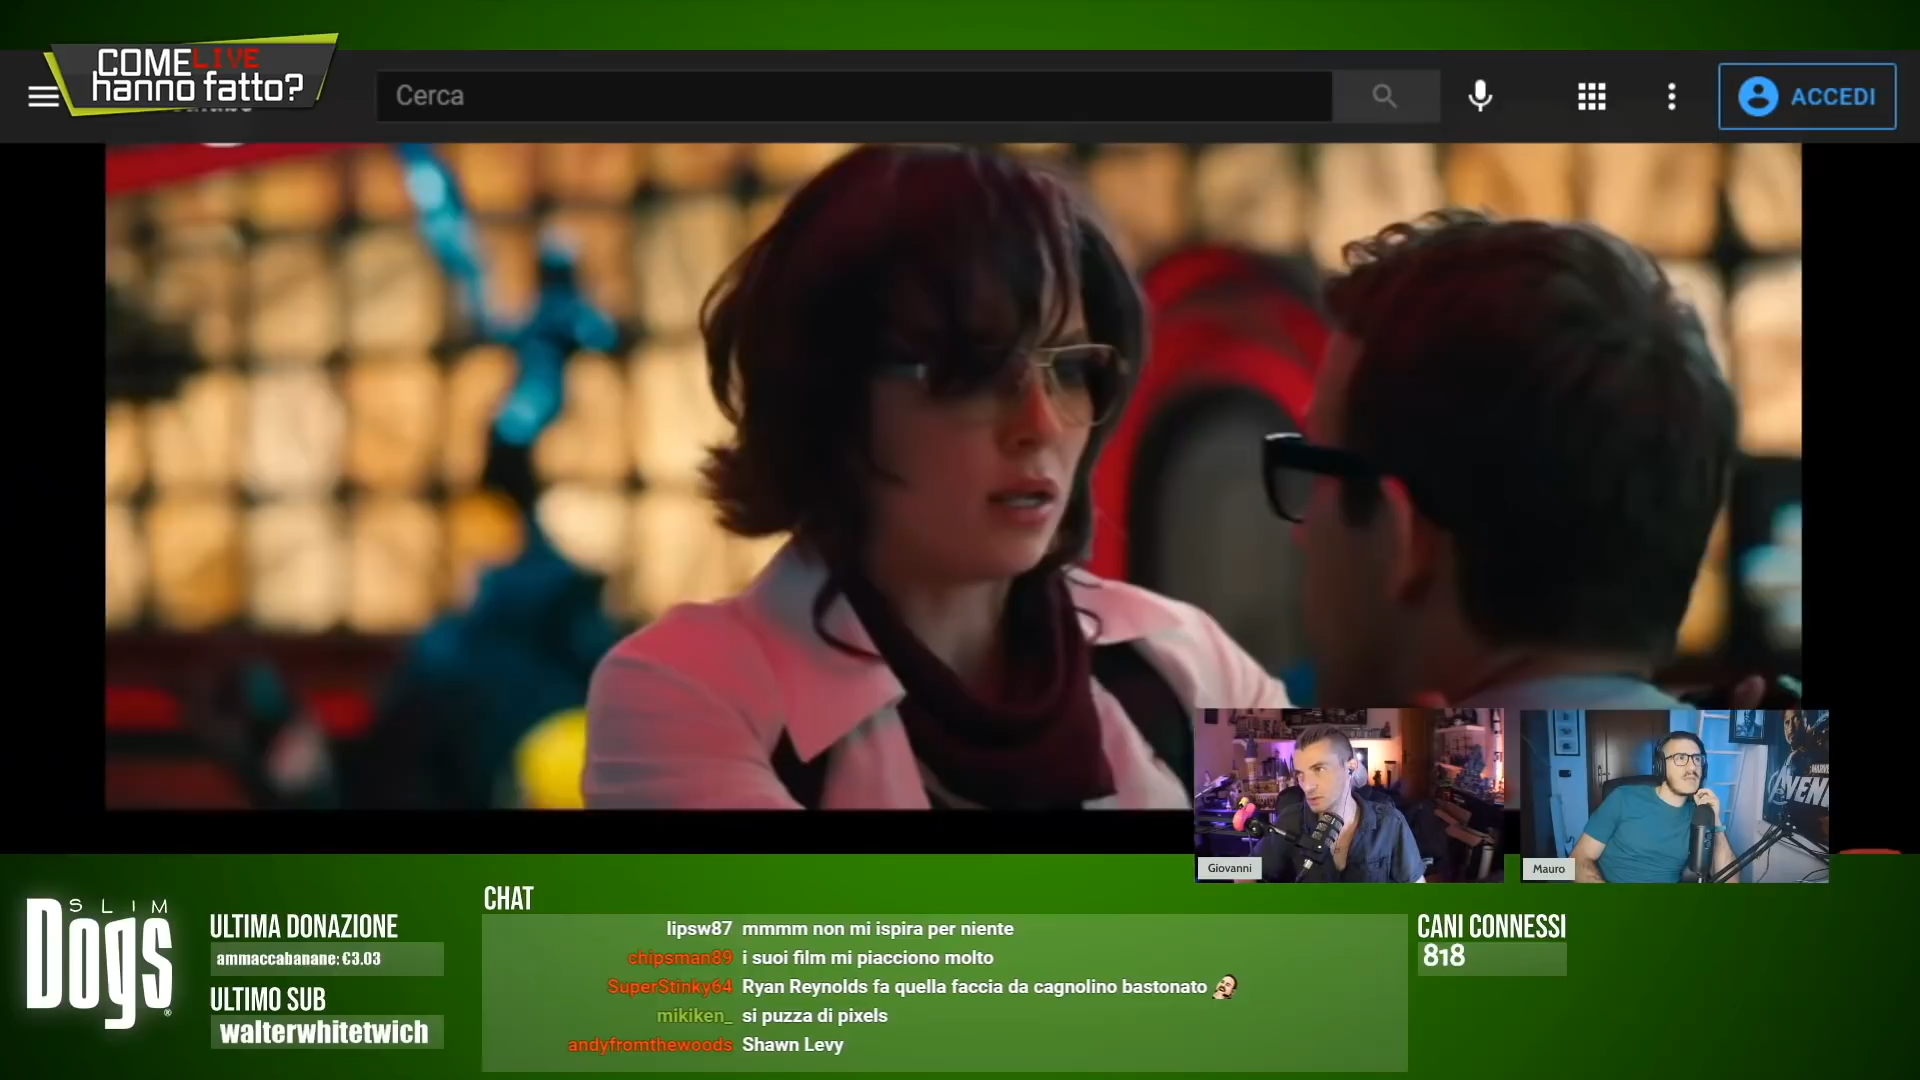 COME LIVE
hanno fatto?
Cerca
ACCEDI
Giovanni
Mauro
AVEN
SLIM
Dogs
ULTIMA DONAZIONE
ammaccabanane: €3.03
ULTIMO SUB
walterwhitetwich
CHAT
lipsw87 mmmm non mi ispira per niente
chipsman89 i suoi film mi piacciono molto
SuperStinky64 Ryan Reynolds fa quella faccia da cagnolino bastonato
mikiken_ si puzza di pixels
andyfromthewoods Shawn Levy
CANI CONNESSI
818